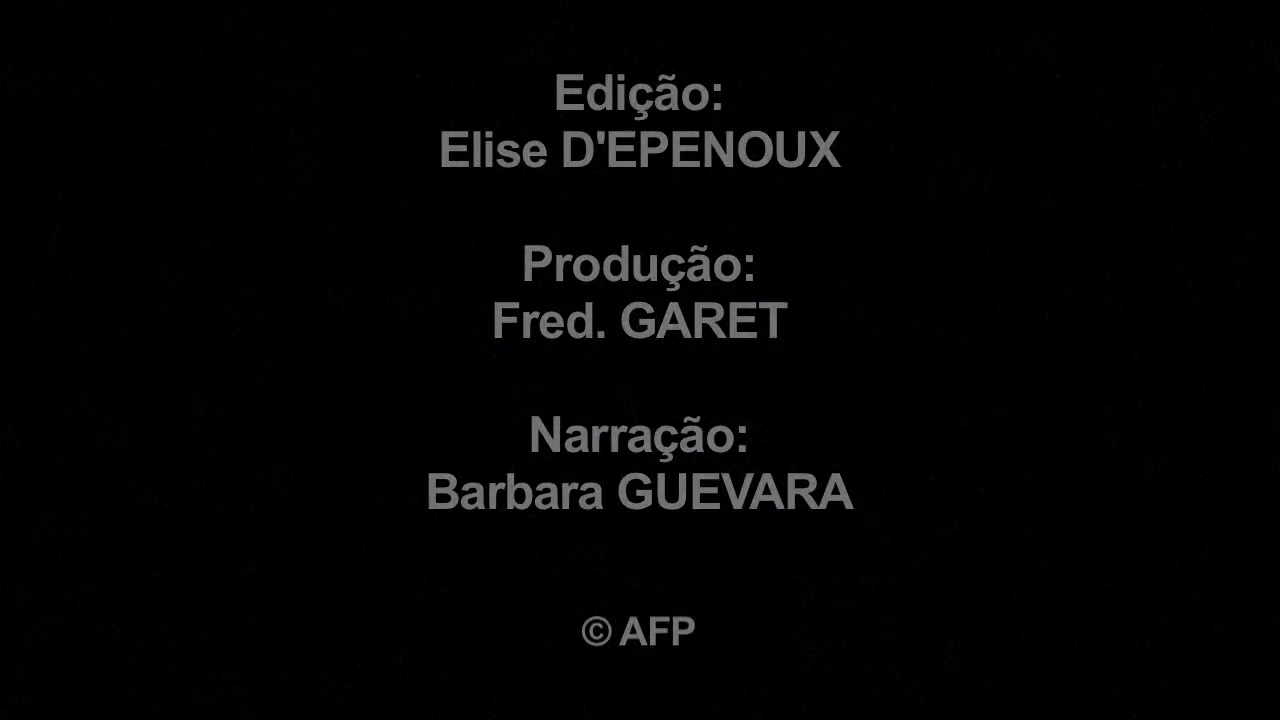 Edição:
Elise D'EPENOUX
Produção:
Fred. GARET
Narração:
Barbara GUEVARA
© AFP